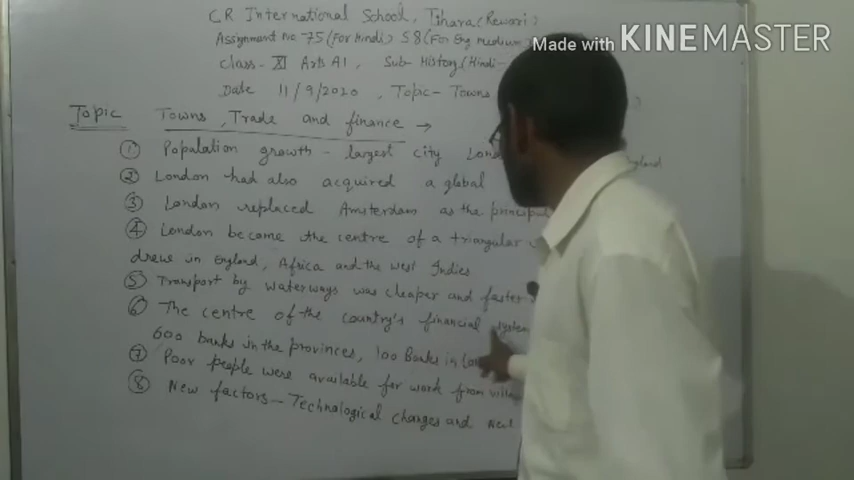 CR International School, Tihara (Rewari)
Assignment No. 75 (For Hindi) 58 (For Eng medium)
Made with KINEMASTER
Class - XI Arts A1, Sub- History (Hindi-
Date 11/9/2020, Topic - Towns
Topic Towns, Trade and finance →
① Population growth - largest city Lond England
② London had also acquired a global
③ London replaced Amsterdam as the principal
④ London became the centre of a triangular
drew in England, Africa and the West Indies
⑤ Transport by waterways was cheaper and faster
⑥ The centre of the country's financial system
600 banks in the provinces, 100 Banks in Lon
⑦ Poor people were available for work from villa
⑧ New factors - Technological changes and new